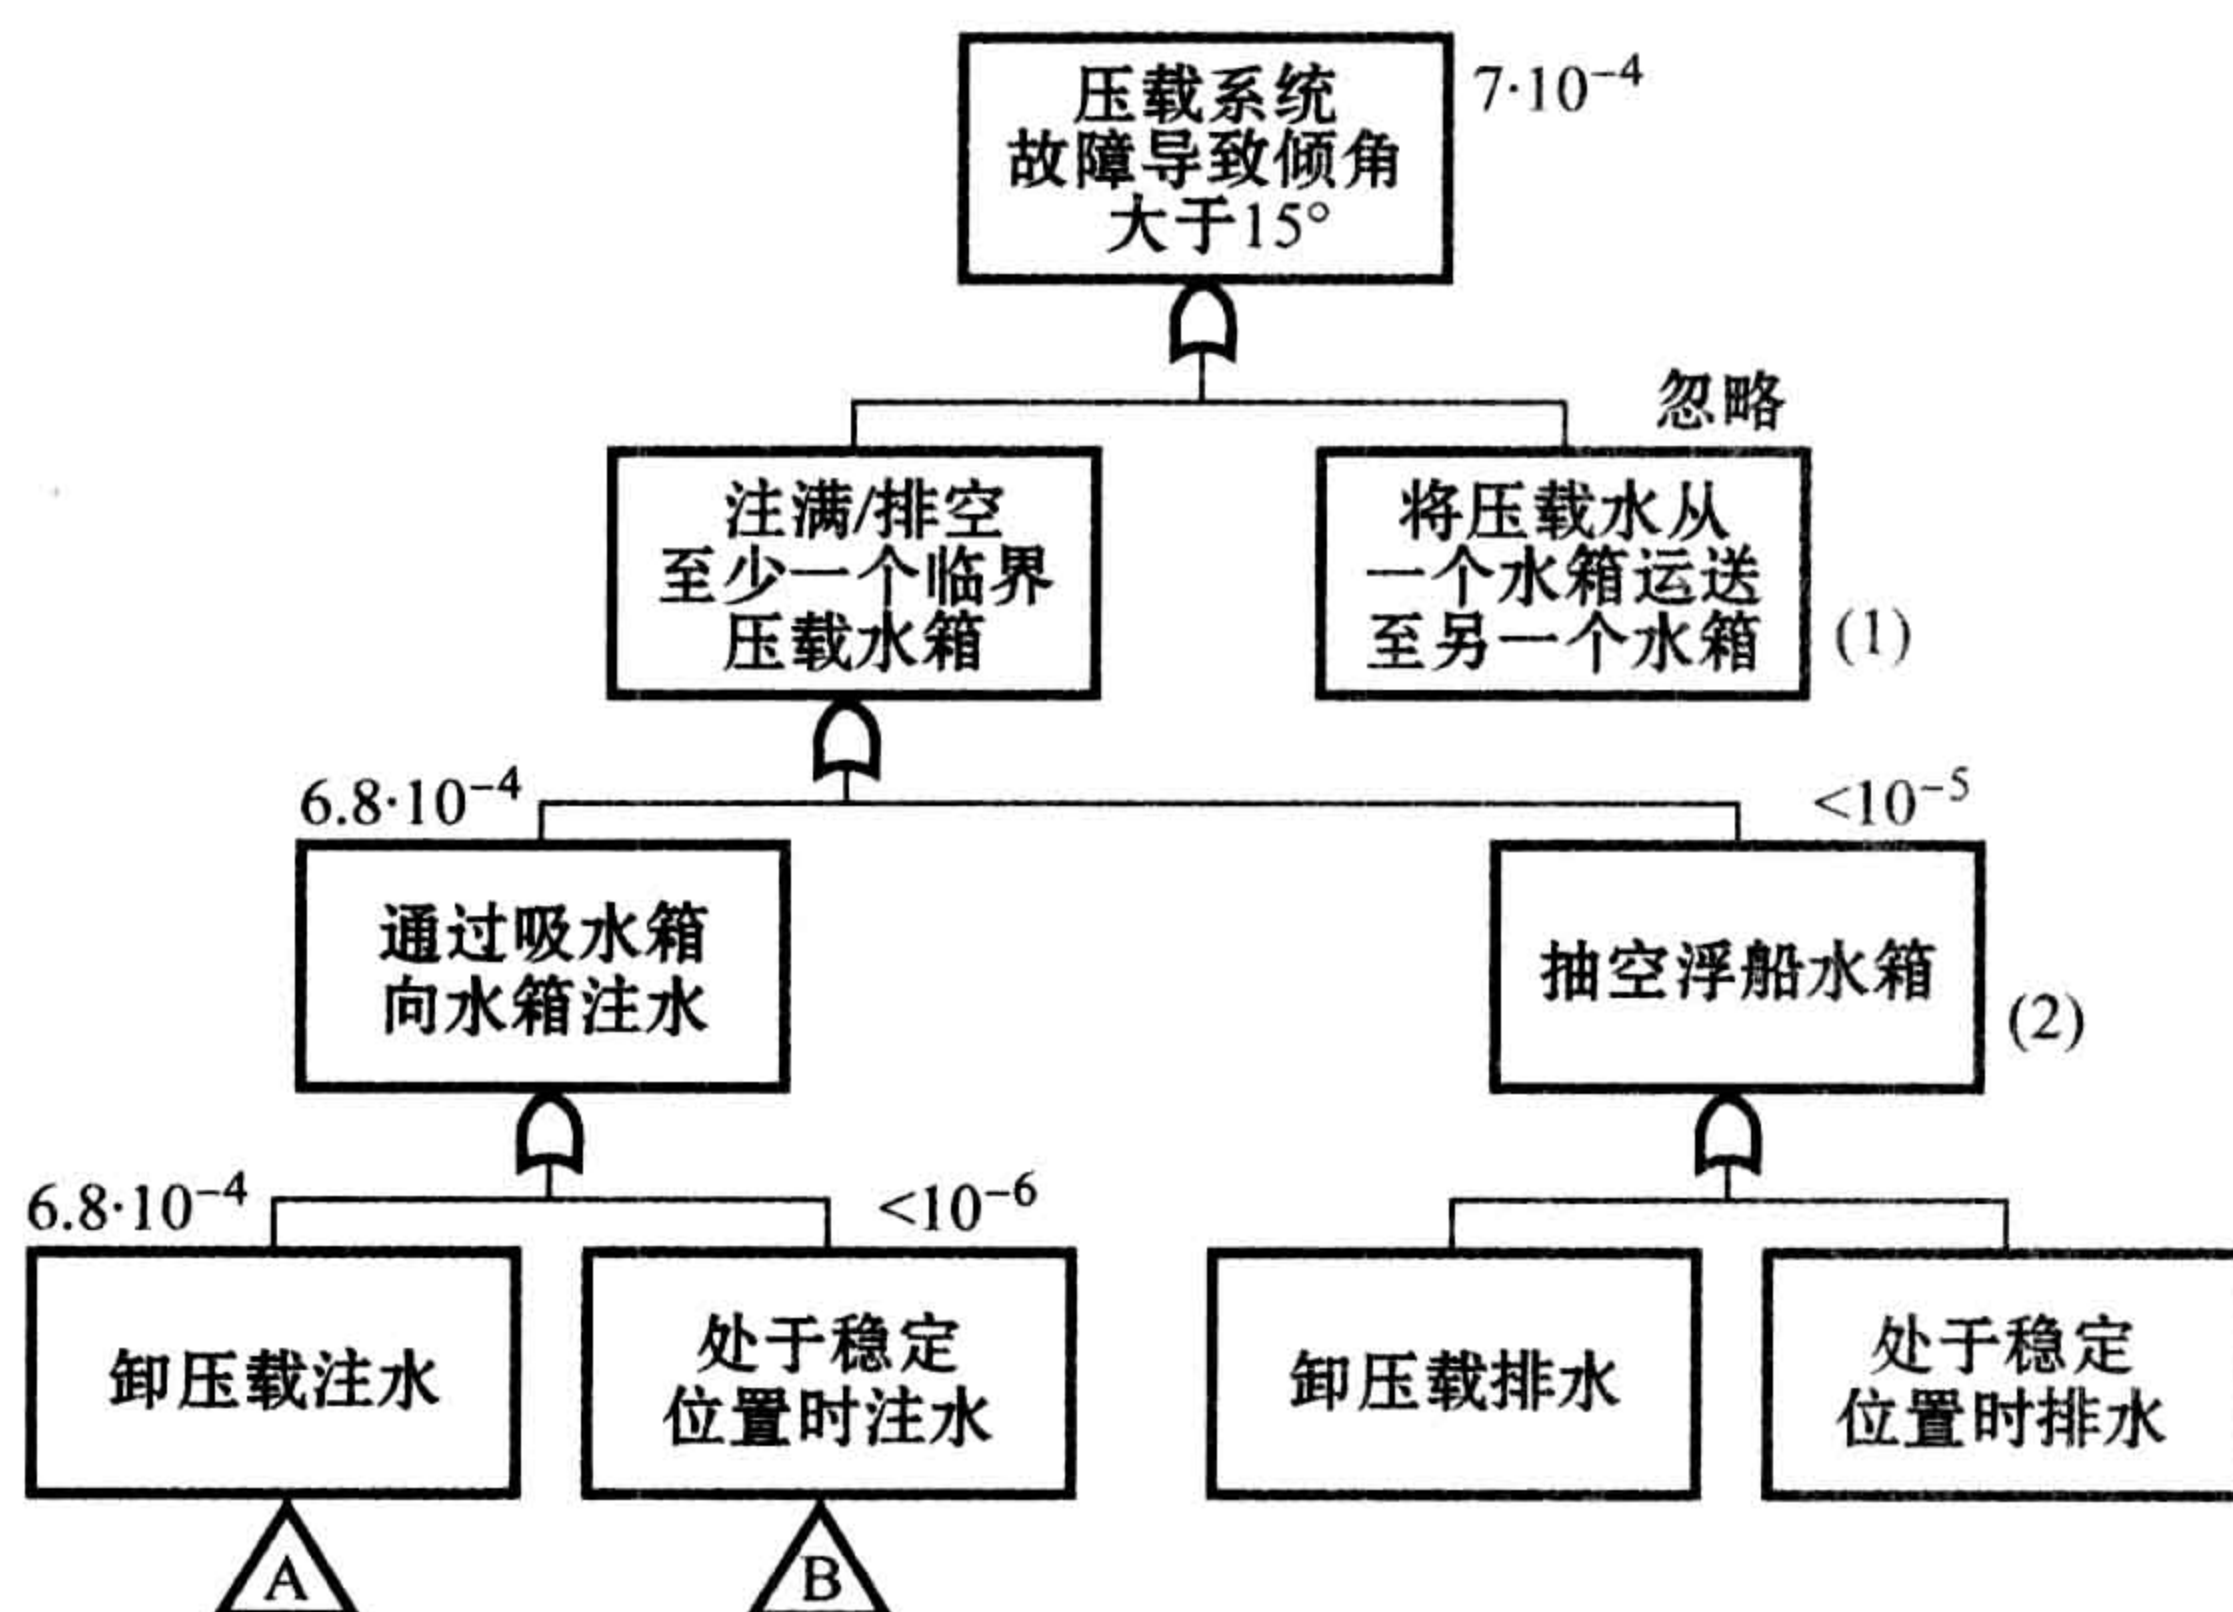 压载系统
故障导致倾角
大于15°
7·10⁻⁴
忽略
注满/排空
至少一个临界
压载水箱
将压载水从
一个水箱运送
至另一个水箱
(1)
6.8·10⁻⁴
<10⁻⁵
通过吸水箱
向水箱注水
抽空浮船水箱
(2)
6.8·10⁻⁴
<10⁻⁶
卸压载注水
处于稳定
位置时注水
卸压载排水
处于稳定
位置时排水
A
B